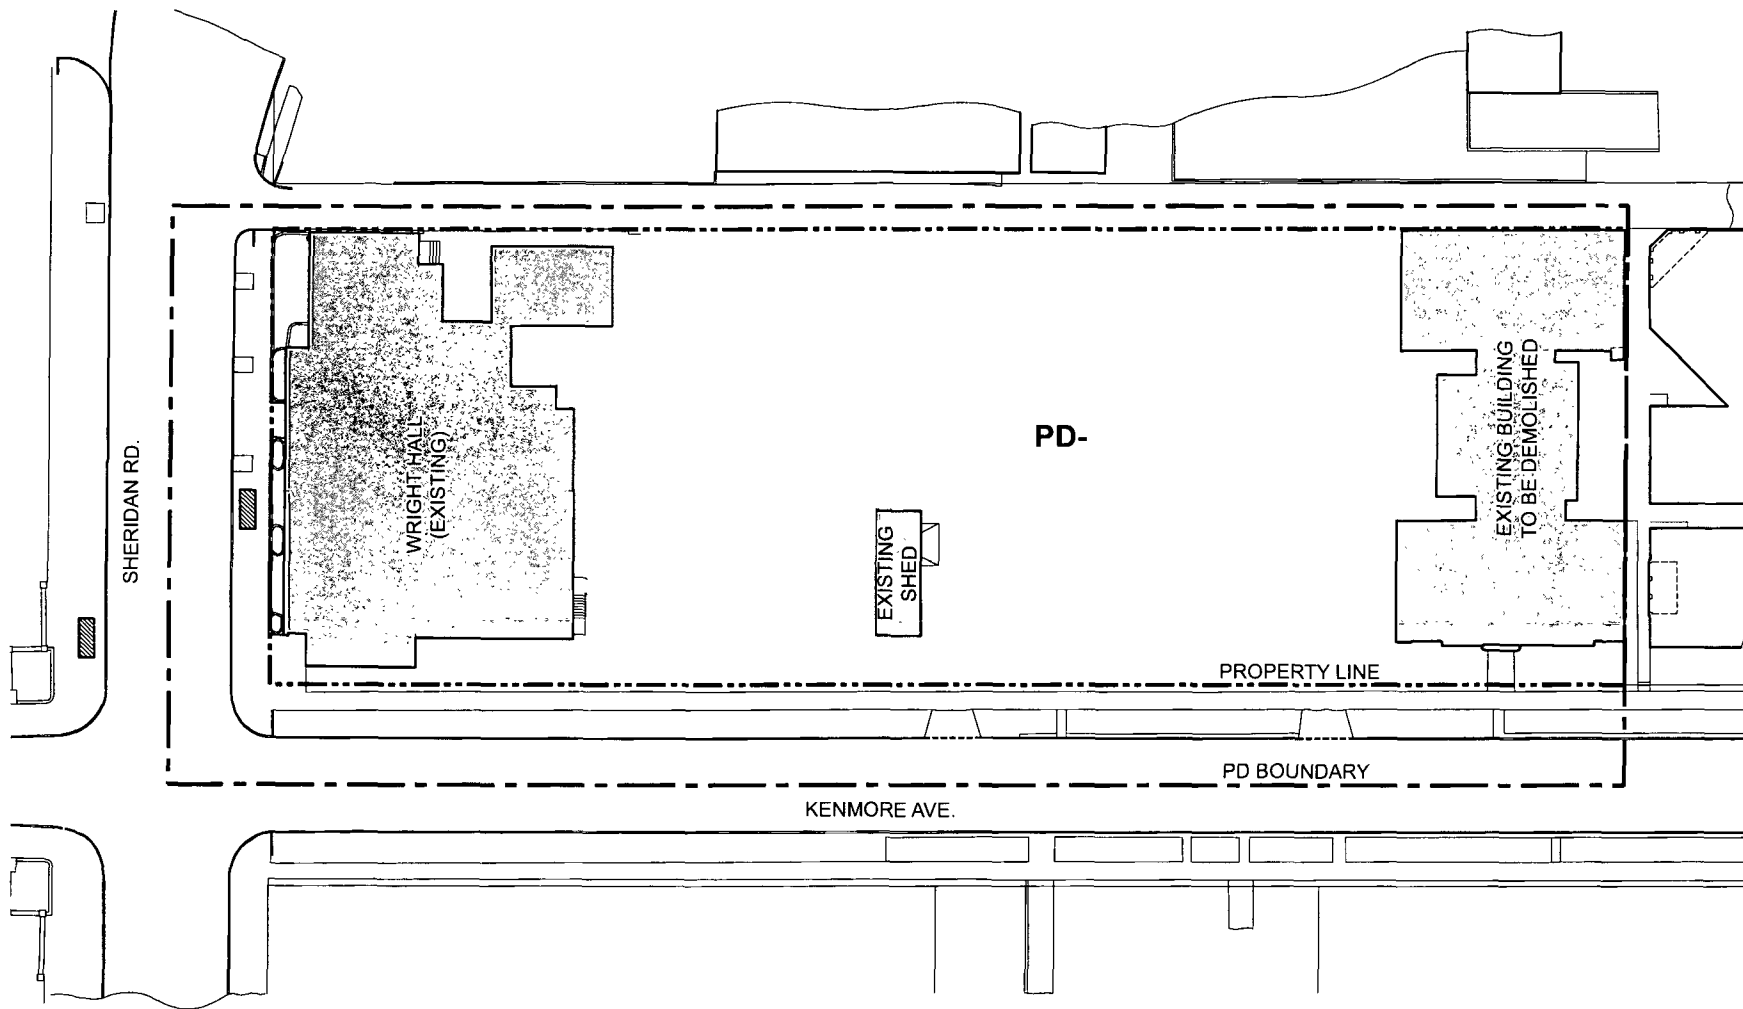 SHERIDAN RD.
WRIGHT HALL
(EXISTING)
PD-
EXISTING
SHED
EXISTING BUILDING
TO BE DEMOLISHED
PROPERTY LINE
PD BOUNDARY
KENMORE AVE.